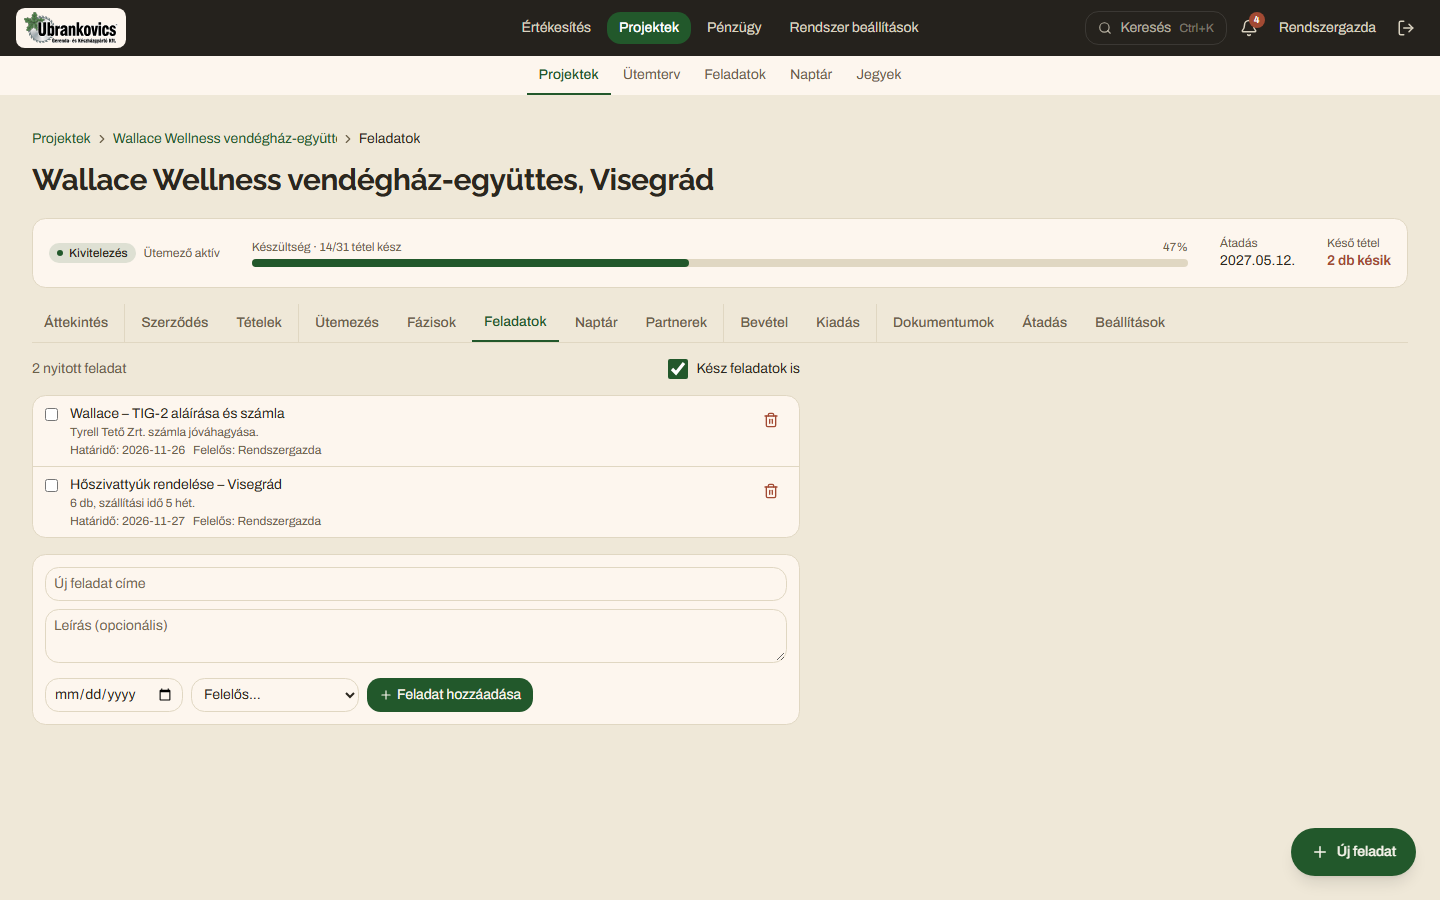 Ubrankovics
Gerenda- és Készházgyártó Kft.
Értékesítés
Projektek
Pénzügy
Rendszer beállítások
Keresés Ctrl+K
4
Rendszergazda
Projektek
Ütemterv
Feladatok
Naptár
Jegyek
Projektek > Wallace Wellness vendégház-együtt > Feladatok
Wallace Wellness vendégház-együttes, Visegrád
Kivitelezés
Ütemező aktív
Készültség · 14/31 tétel kész
47%
Átadás
2027.05.12.
Késő tétel
2 db késik
Áttekintés
Szerződés
Tételek
Ütemezés
Fázisok
Feladatok
Naptár
Partnerek
Bevétel
Kiadás
Dokumentumok
Átadás
Beállítások
2 nyitott feladat
Kész feladatok is
Wallace – TIG-2 aláírása és számla
Tyrell Tető Zrt. számla jóváhagyása.
Határidő: 2026-11-26 Felelős: Rendszergazda
Hőszivattyúk rendelése – Visegrád
6 db, szállítási idő 5 hét.
Határidő: 2026-11-27 Felelős: Rendszergazda
Új feladat címe
Leírás (opcionális)
mm/dd/yyyy
Felelős...
+ Feladat hozzáadása
+ Új feladat